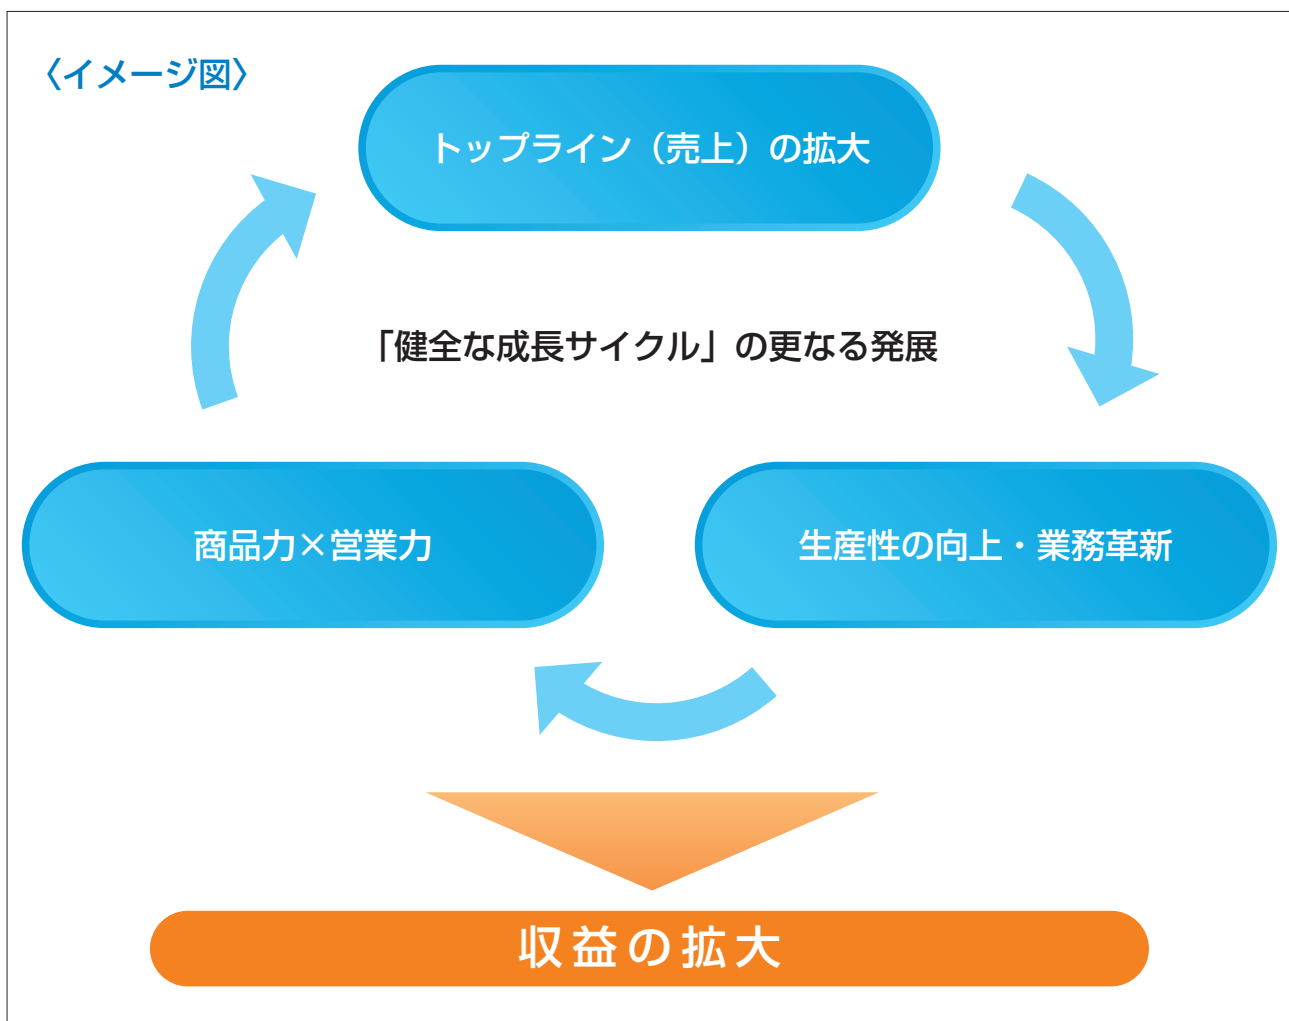 〈イメージ図〉
トップライン（売上）の拡大
「健全な成長サイクル」の更なる発展
商品力×営業力
生産性の向上・業務革新
収益の拡大